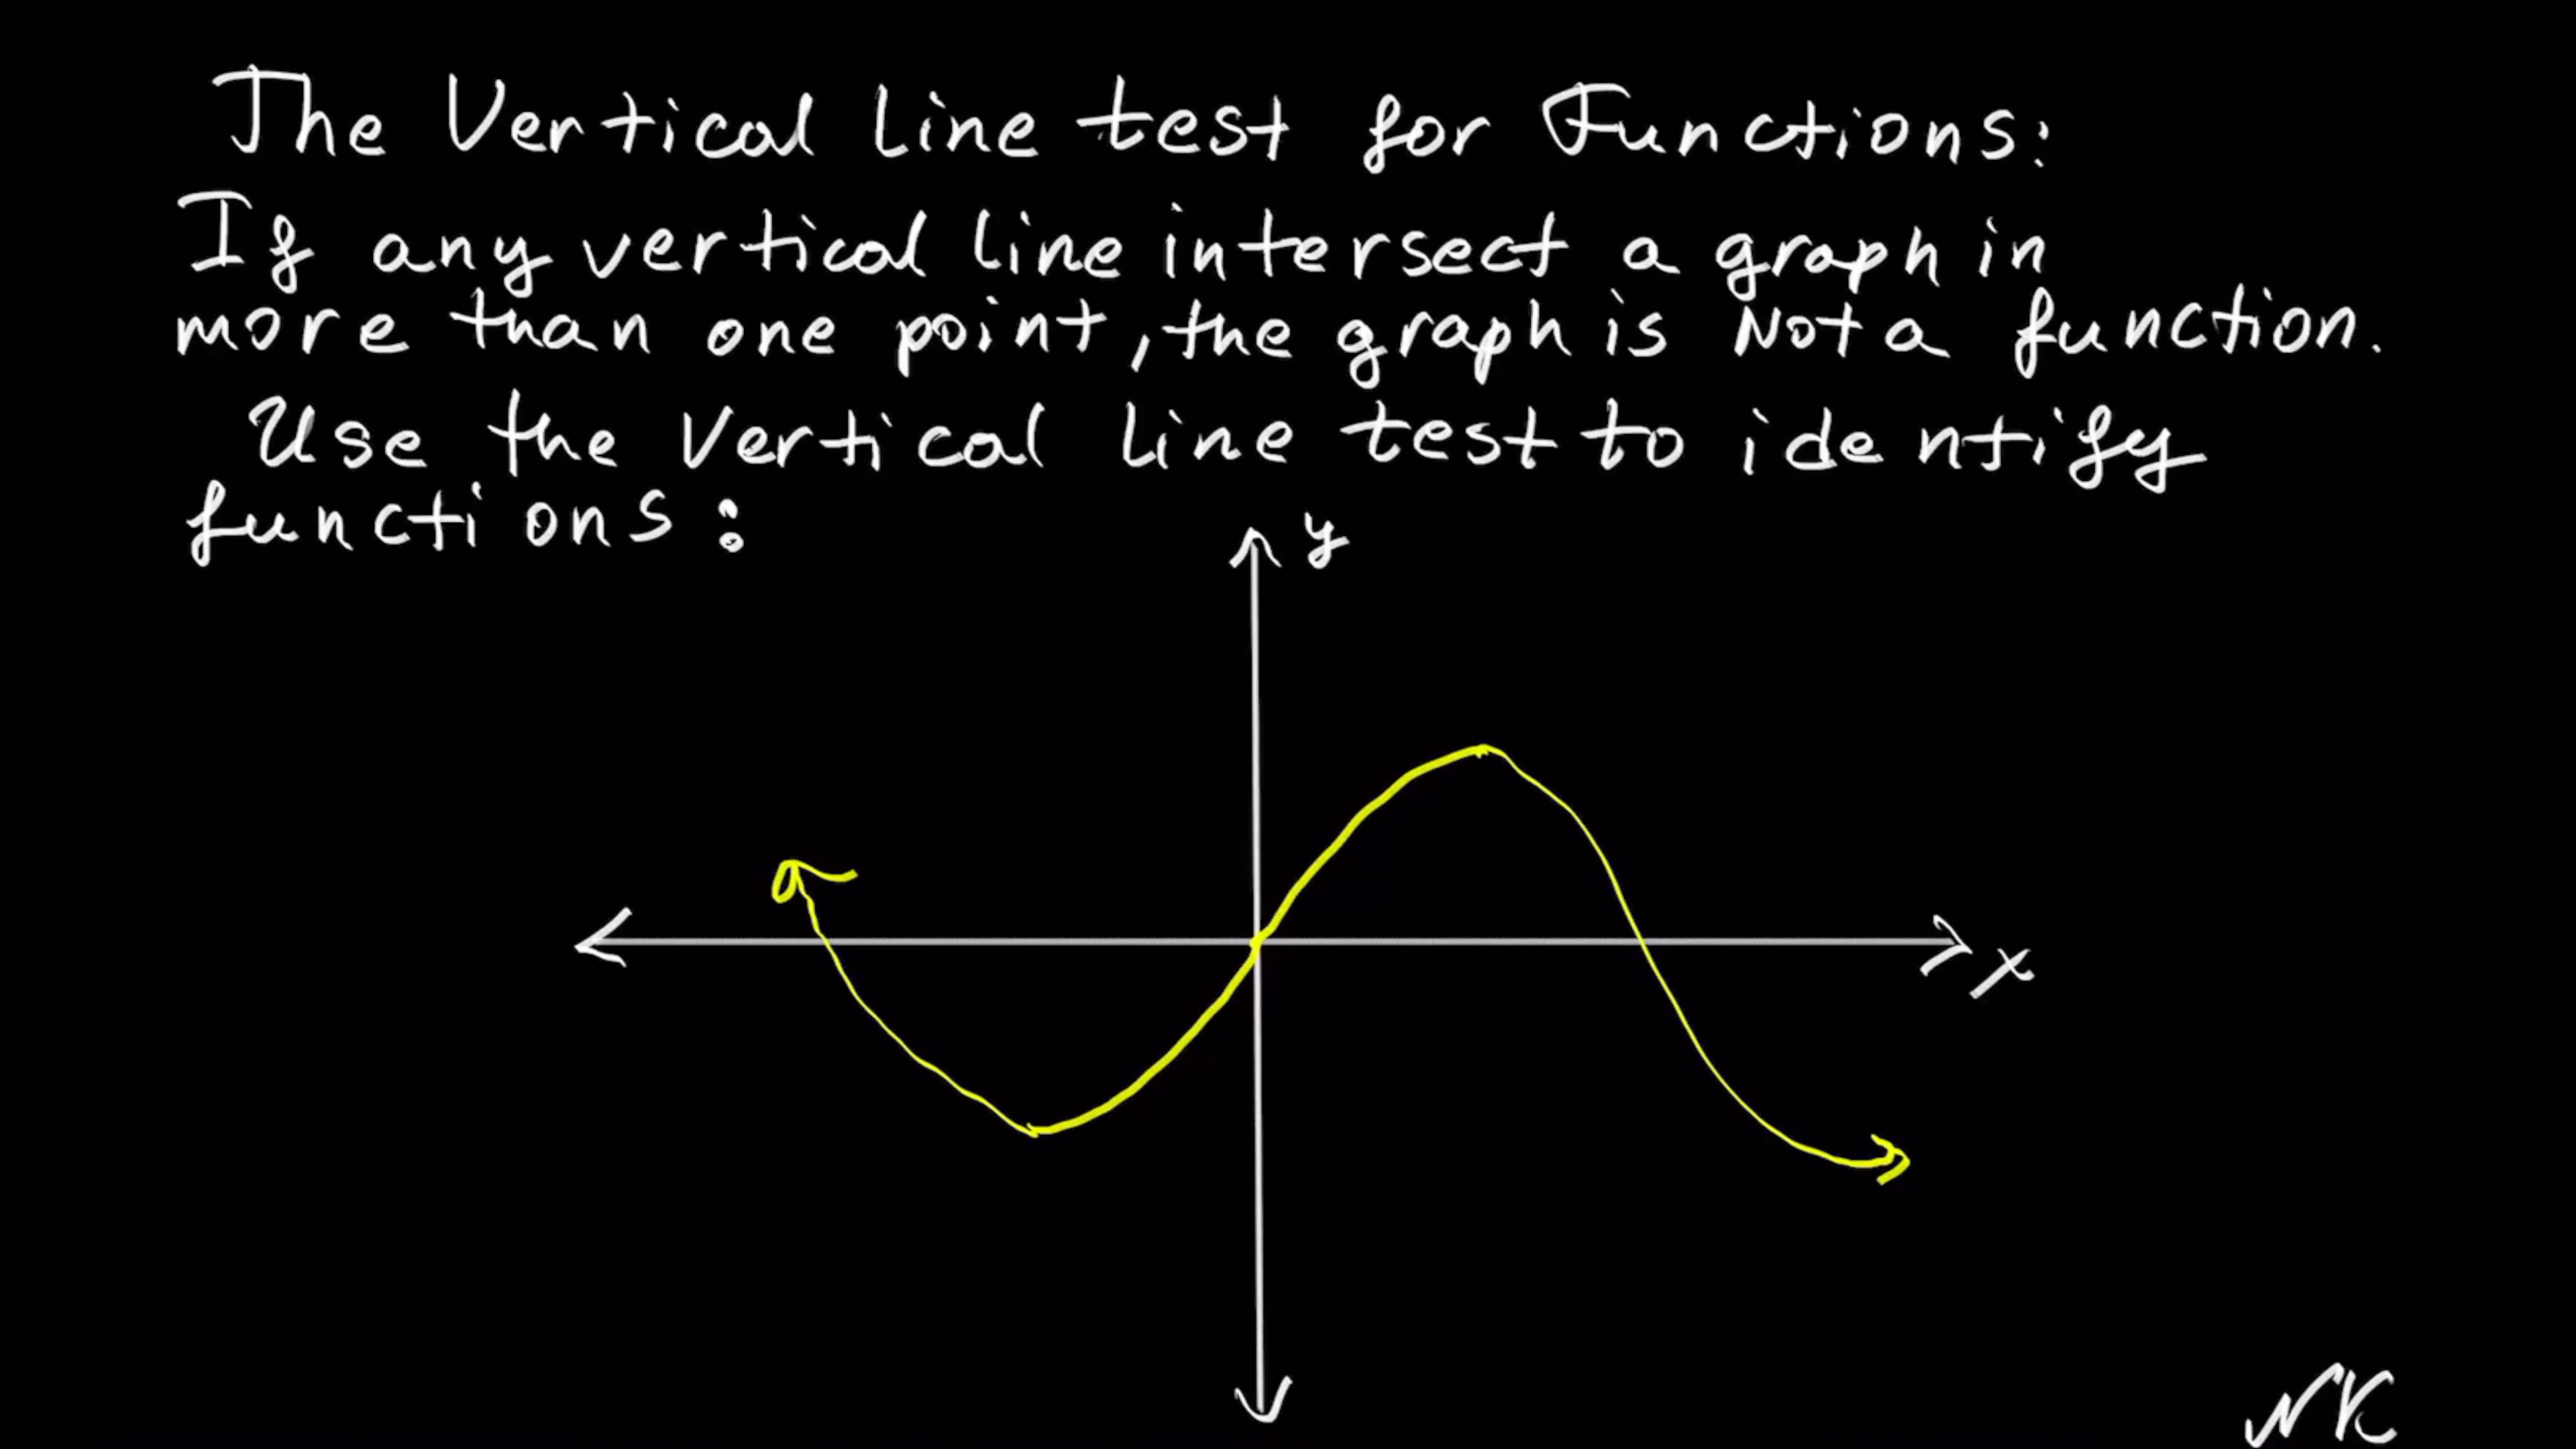 The Vertical line test for Functions:
If any vertical line intersect a graph in
more than one point, the graph is Not a function.
Use the vertical line test to identify
functions:
y
x
NK